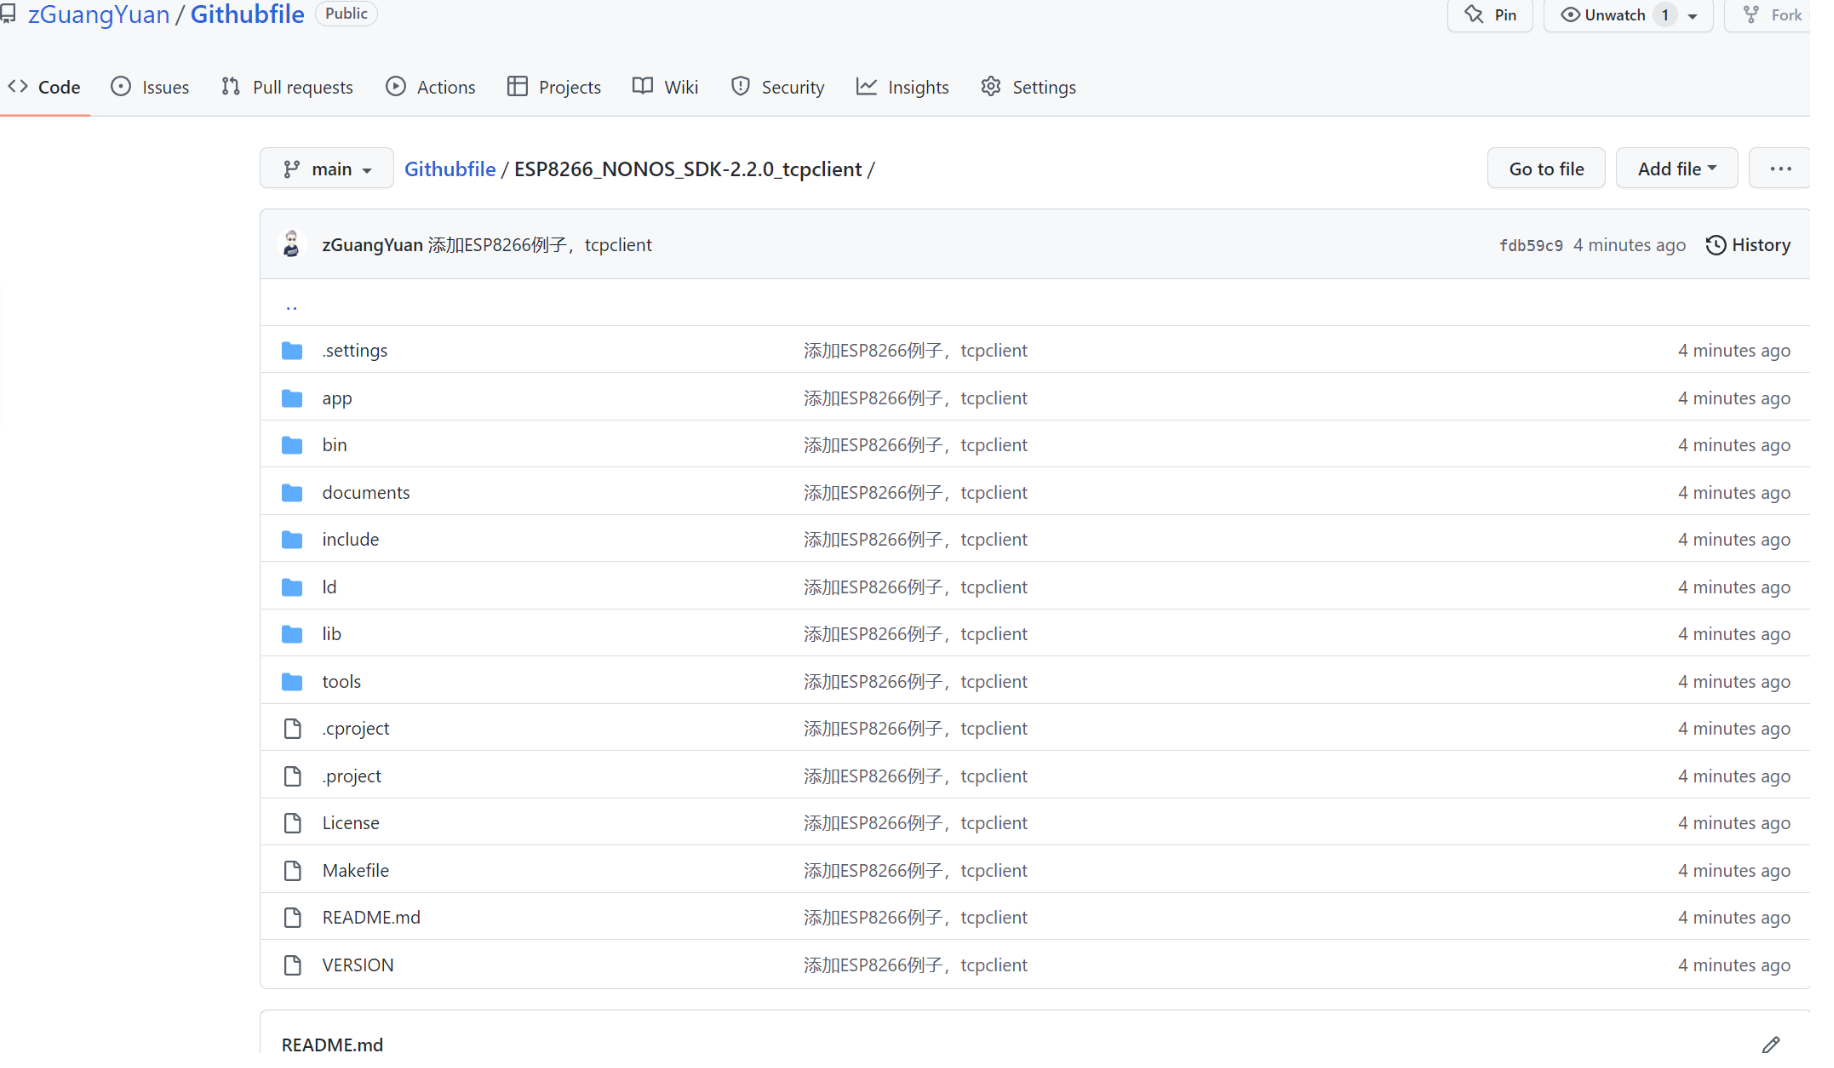 zGuangYuan / Githubfile Public
Pin Unwatch 1 Fork
Code Issues Pull requests Actions Projects Wiki Security Insights Settings
main Githubfile / ESP8266_NONOS_SDK-2.2.0_tcpclient / Go to file Add file ...
zGuangYuan 添加ESP8266例子，tcpclient fdb59c9 4 minutes ago History
..
.settings 添加ESP8266例子，tcpclient 4 minutes ago
app 添加ESP8266例子，tcpclient 4 minutes ago
bin 添加ESP8266例子，tcpclient 4 minutes ago
documents 添加ESP8266例子，tcpclient 4 minutes ago
include 添加ESP8266例子，tcpclient 4 minutes ago
ld 添加ESP8266例子，tcpclient 4 minutes ago
lib 添加ESP8266例子，tcpclient 4 minutes ago
tools 添加ESP8266例子，tcpclient 4 minutes ago
.cproject 添加ESP8266例子，tcpclient 4 minutes ago
.project 添加ESP8266例子，tcpclient 4 minutes ago
License 添加ESP8266例子，tcpclient 4 minutes ago
Makefile 添加ESP8266例子，tcpclient 4 minutes ago
README.md 添加ESP8266例子，tcpclient 4 minutes ago
VERSION 添加ESP8266例子，tcpclient 4 minutes ago
README.md